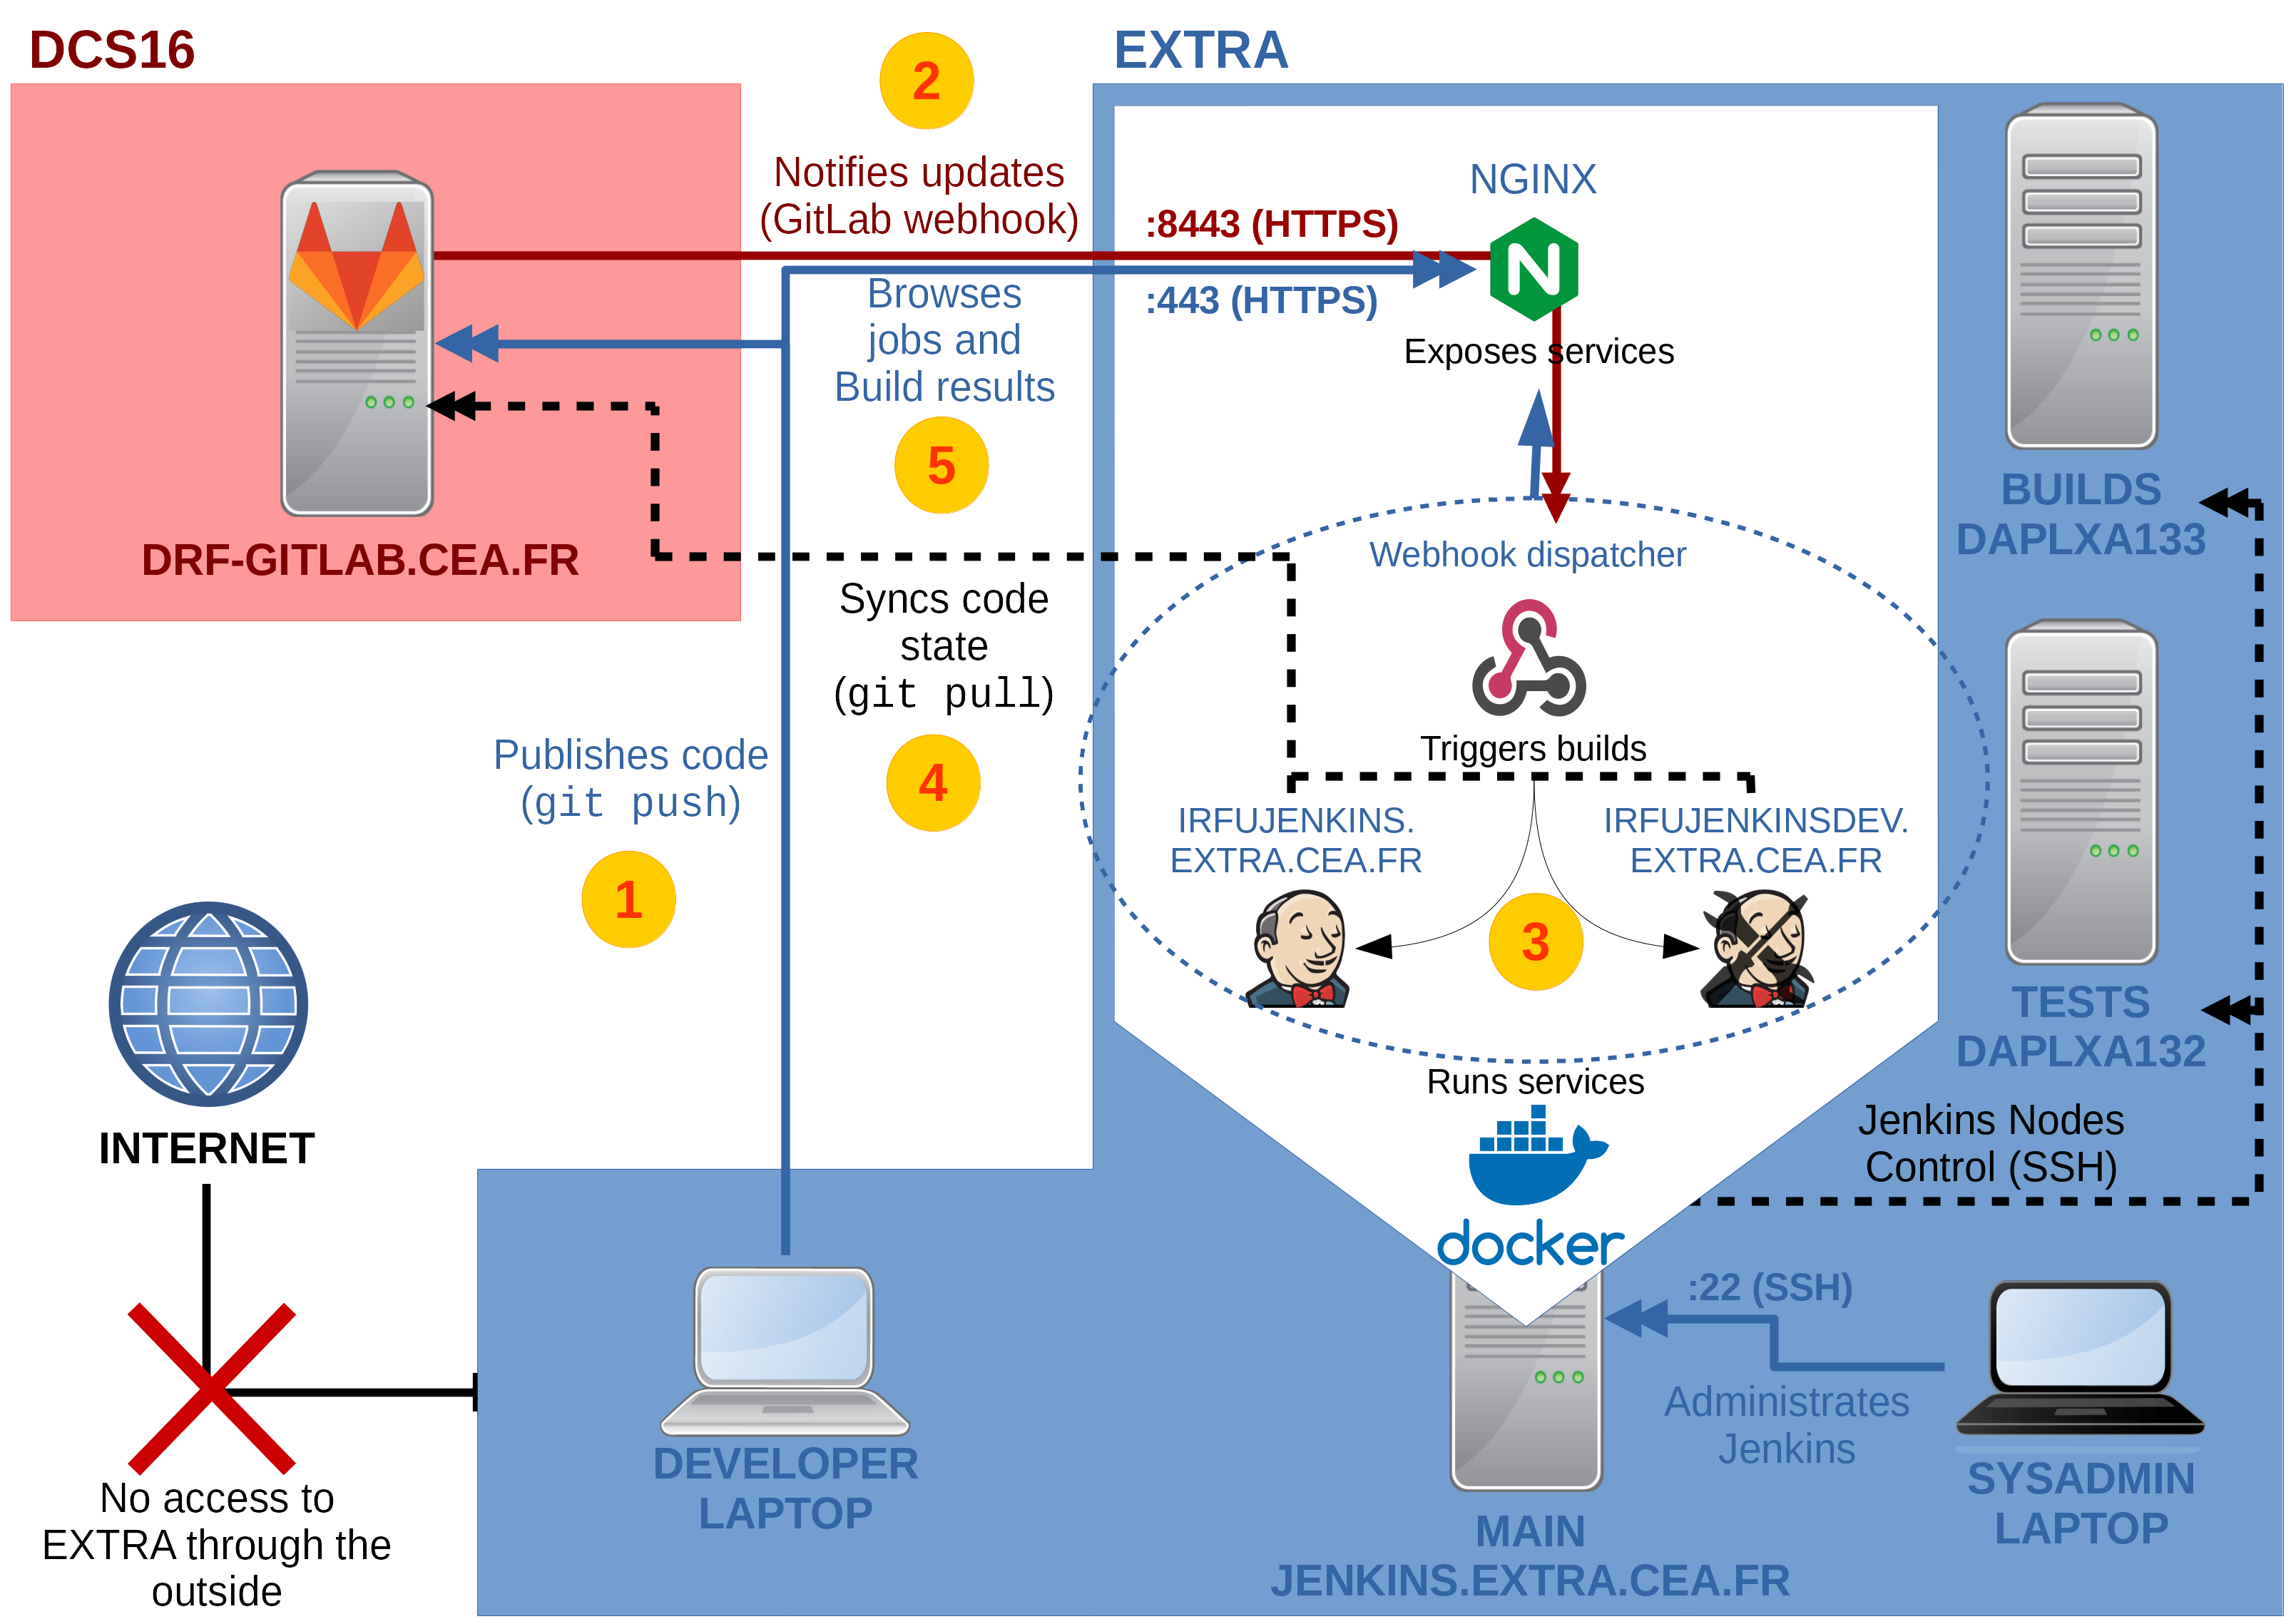 DCS16
EXTRA
2
Notifies updates
(GitLab webhook)
:8443 (HTTPS)
NGINX
:443 (HTTPS)
Exposes services
Browses
jobs and
Build results
5
DRF-GITLAB.CEA.FR
BUILDS
DAPLXA133
Webhook dispatcher
Syncs code
state
(git pull)
4
Triggers builds
Publishes code
(git push)
1
IRFUJENKINS.
EXTRA.CEA.FR
IRFUJENKINSDEV.
EXTRA.CEA.FR
3
TESTS
DAPLXA132
Runs services
docker
Jenkins Nodes
Control (SSH)
INTERNET
:22 (SSH)
Administrates
Jenkins
No access to
EXTRA through the
outside
DEVELOPER
LAPTOP
MAIN
JENKINS.EXTRA.CEA.FR
SYSADMIN
LAPTOP